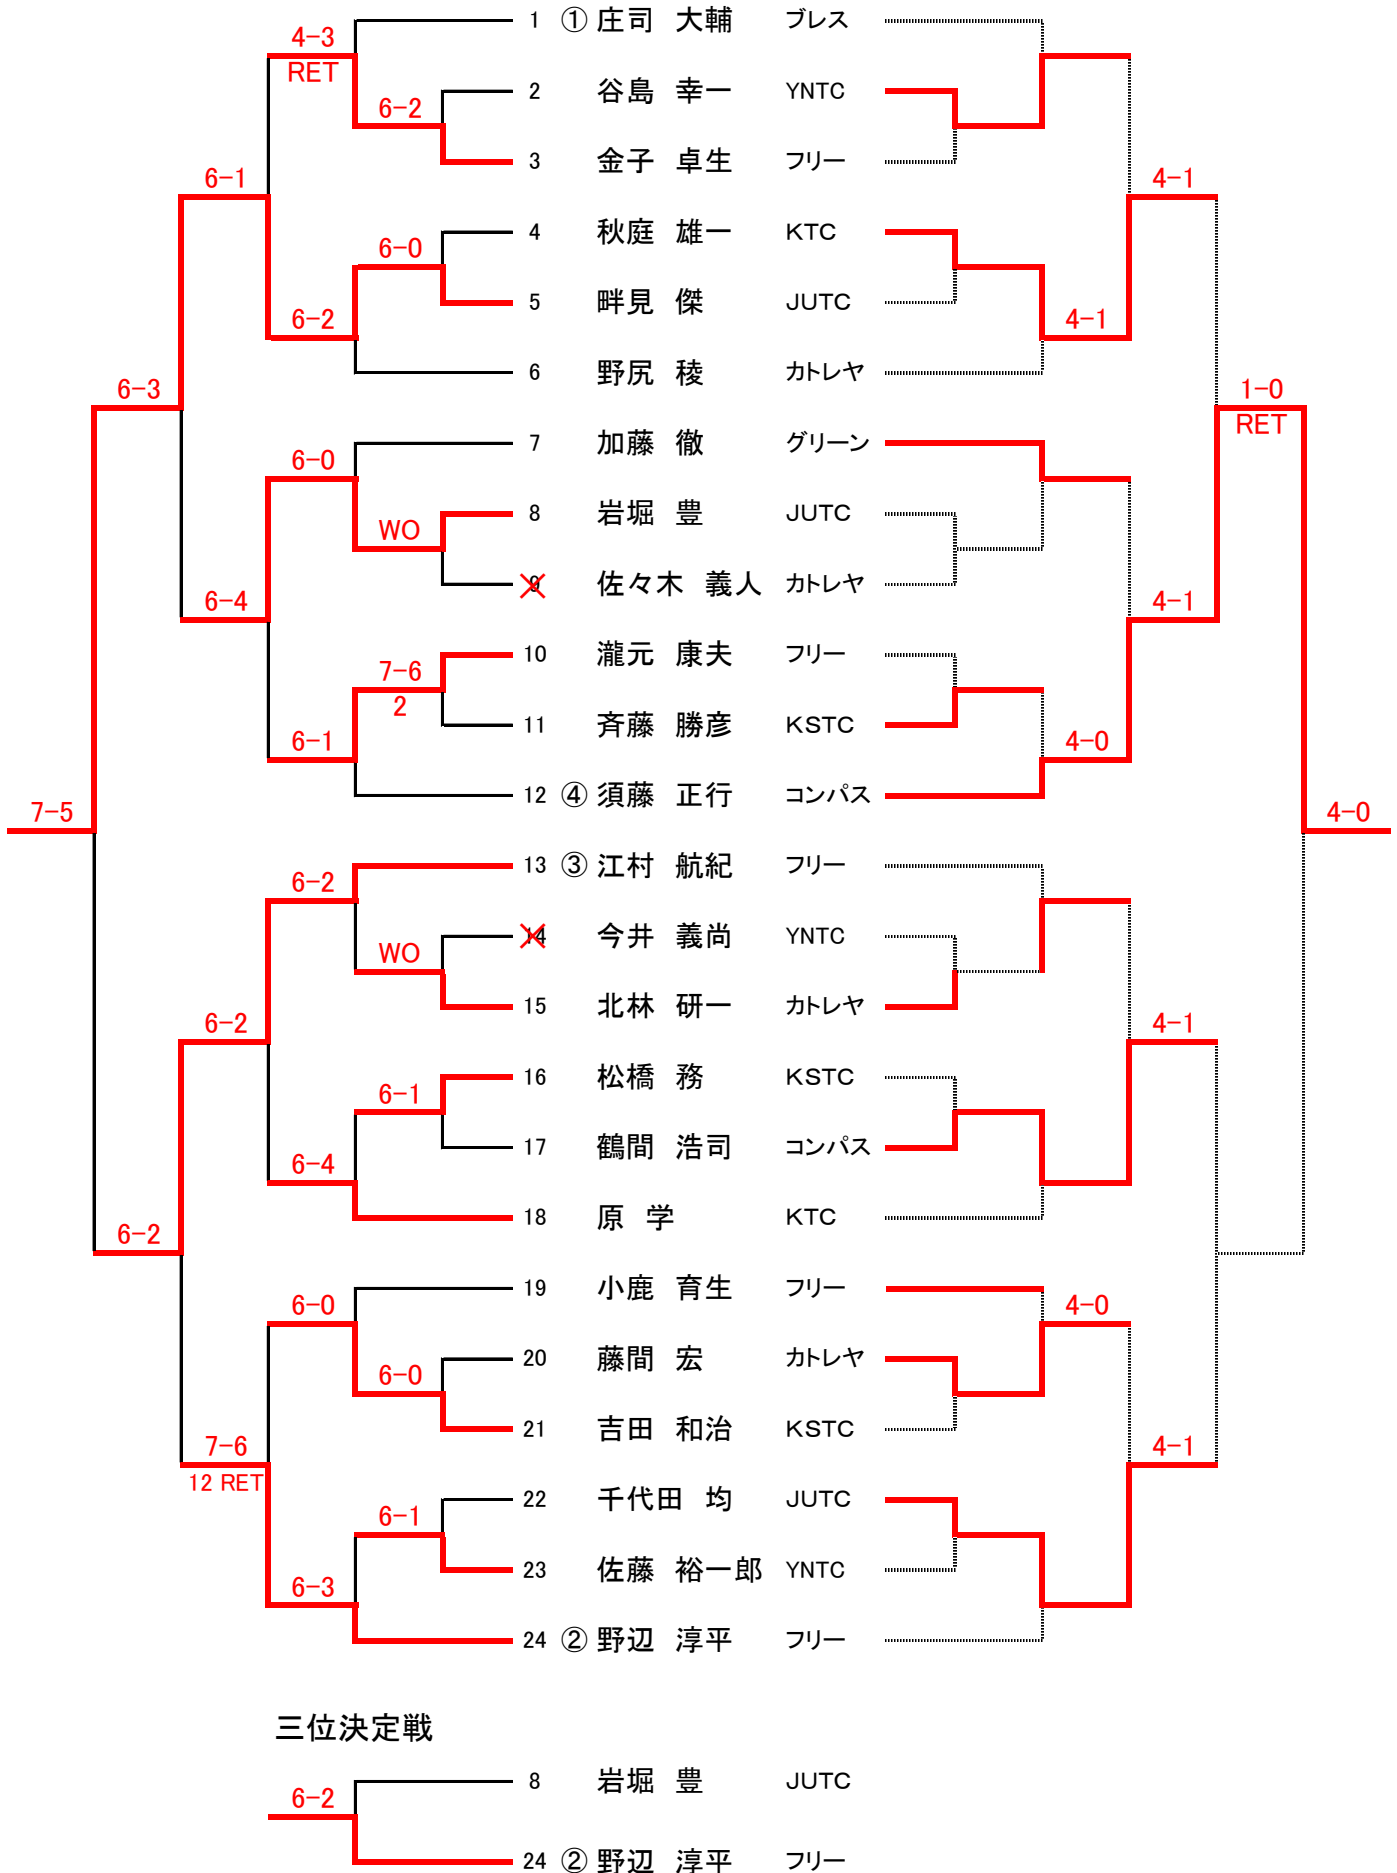 1 ① 庄司 大輔 ブレス
4-3
RET
2 谷島 幸一 YNTC
6-2
3 金子 卓生 フリー
6-1 4-1
4 秋庭 雄一 KTC
6-0
5 畔見 傑 JUTC
6-2 4-1
6 野尻 稜 カトレヤ
6-3 1-0
RET
7 加藤 徹 グリーン
6-0
8 岩堀 豊 JUTC
WO
9 佐々木 義人 カトレヤ
6-4 4-1
10 瀧元 康夫 フリー
7-6
2
11 斉藤 勝彦 KSTC
6-1 4-0
12 ④ 須藤 正行 コンパス
7-5 4-0
13 ③ 江村 航紀 フリー
6-2
14 今井 義尚 YNTC
WO
15 北林 研一 カトレヤ
6-2 4-1
16 松橋 務 KSTC
6-1
17 鶴間 浩司 コンパス
6-4
18 原 学 KTC
6-2
19 小鹿 育生 フリー
6-0 4-0
20 藤間 宏 カトレヤ
6-0
21 吉田 和治 KSTC
7-6 4-1
12 RET
22 千代田 均 JUTC
6-1
23 佐藤 裕一郎 YNTC
6-3
24 ② 野辺 淳平 フリー
三位決定戦
8 岩堀 豊 JUTC
6-2
24 ② 野辺 淳平 フリー